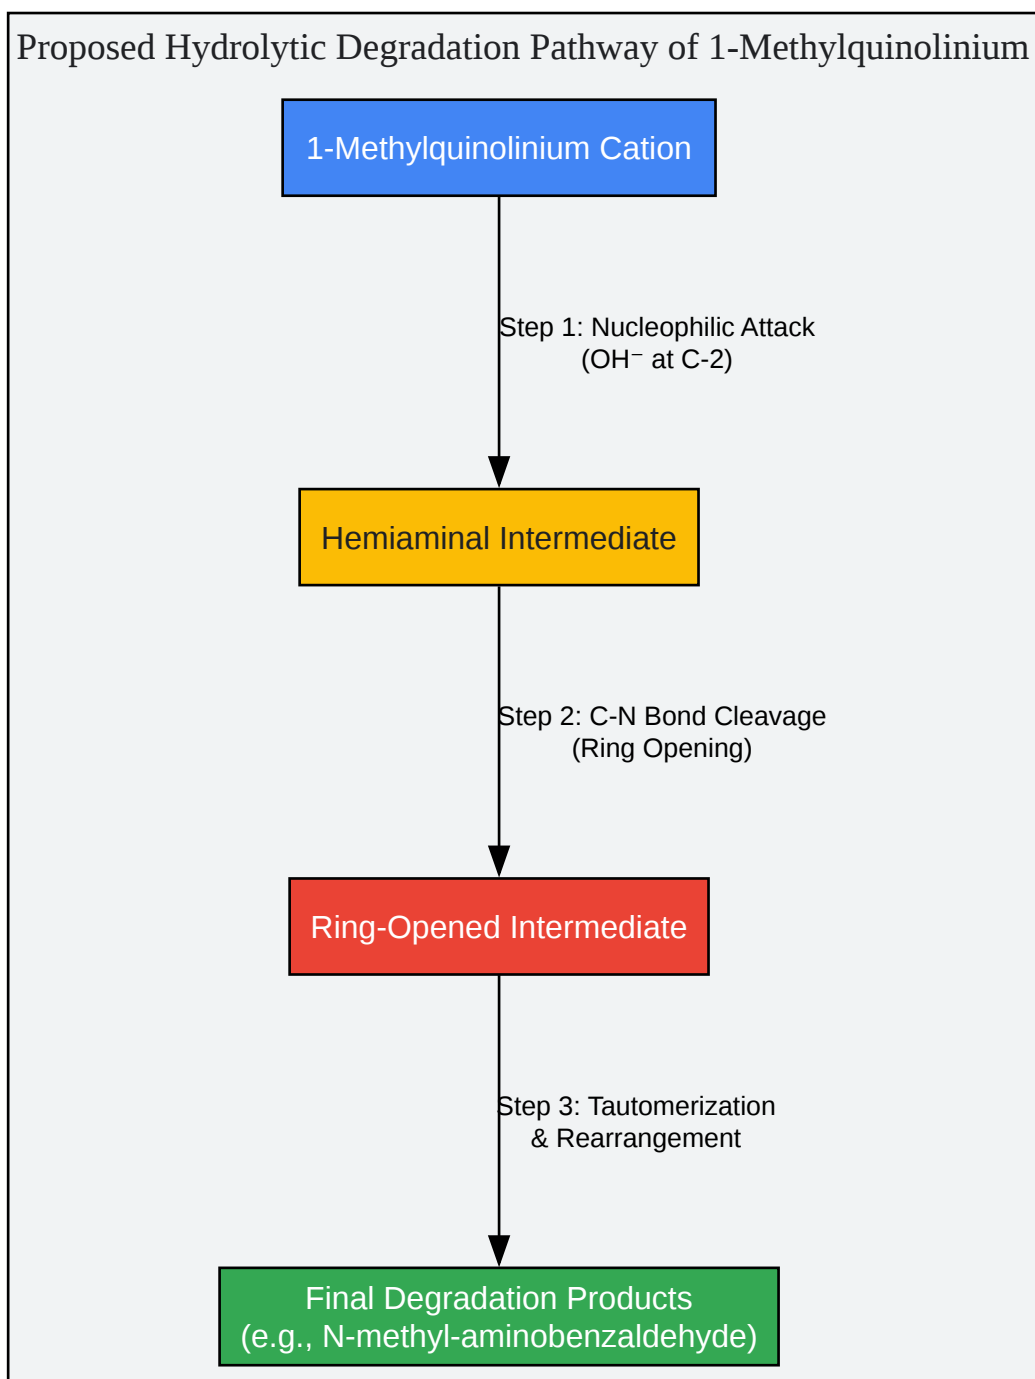 Proposed Hydrolytic Degradation Pathway of 1-Methylquinolinium
1-Methylquinolinium Cation
Step 1: Nucleophilic Attack
(OH⁻ at C-2)
Hemiaminal Intermediate
Step 2: C-N Bond Cleavage
(Ring Opening)
Ring-Opened Intermediate
Step 3: Tautomerization
& Rearrangement
Final Degradation Products
(e.g., N-methyl-aminobenzaldehyde)